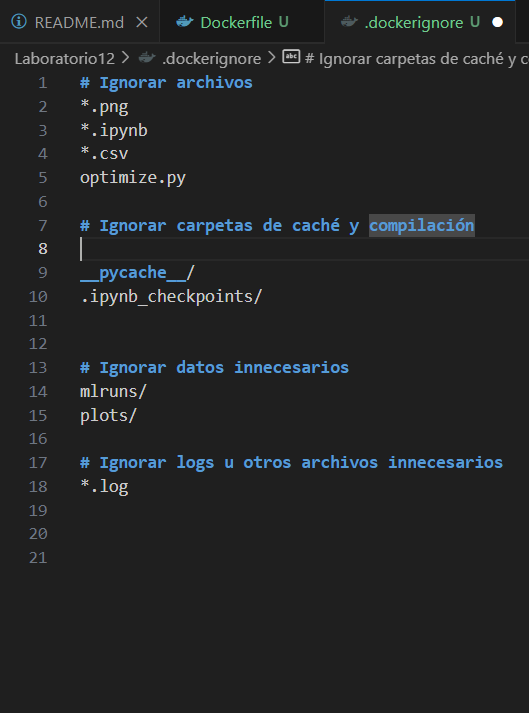 README.md
Dockerfile U
.dockerignore U
Laboratorio12 > .dockerignore > abc # Ignorar carpetas de caché y c
1 # Ignorar archivos
2 *.png
3 *.ipynb
4 *.csv
5 optimize.py
6
7 # Ignorar carpetas de caché y compilación
8
9 __pycache__/
10 .ipynb_checkpoints/
11
12
13 # Ignorar datos innecesarios
14 mlruns/
15 plots/
16
17 # Ignorar logs u otros archivos innecesarios
18 *.log
19
20
21